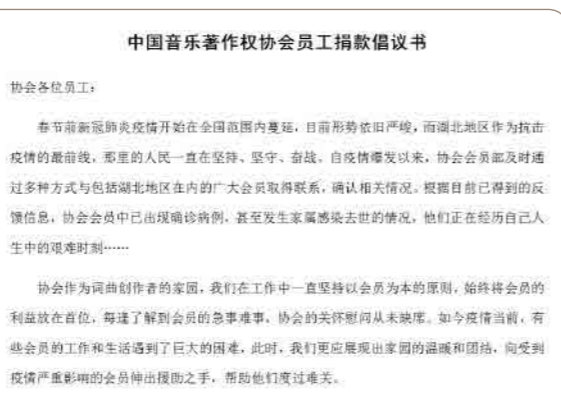 中国音乐著作权协会员工捐款倡议书
协会各位员工：
春节前新冠肺炎疫情开始在全国范围内蔓延，目前形势依旧严峻，而湖北地区作为抗击
疫情的最前线，那里的人民一直在坚持、坚守、奋战。自疫情爆发以来，协会会员部及时通
过多种方式与包括湖北地区在内的广大会员取得联系，确认相关情况。根据目前已得到的反
馈信息，协会会员中已出现确诊病例，甚至发生家属感染去世的情况，他们正在经历自己人
生中的艰难时刻……
协会作为词曲创作者的家园，我们在工作中一直坚持以会员为本的原则，始终将会员的
利益放在首位，每逢了解到会员的急事难事，协会的关怀慰问从未缺席。如今疫情当前，有
些会员的工作和生活遇到了巨大的困难，此时，我们更应展现出家园的温暖和团结，向受到
疫情严重影响的会员伸出援助之手，帮助他们度过难关。